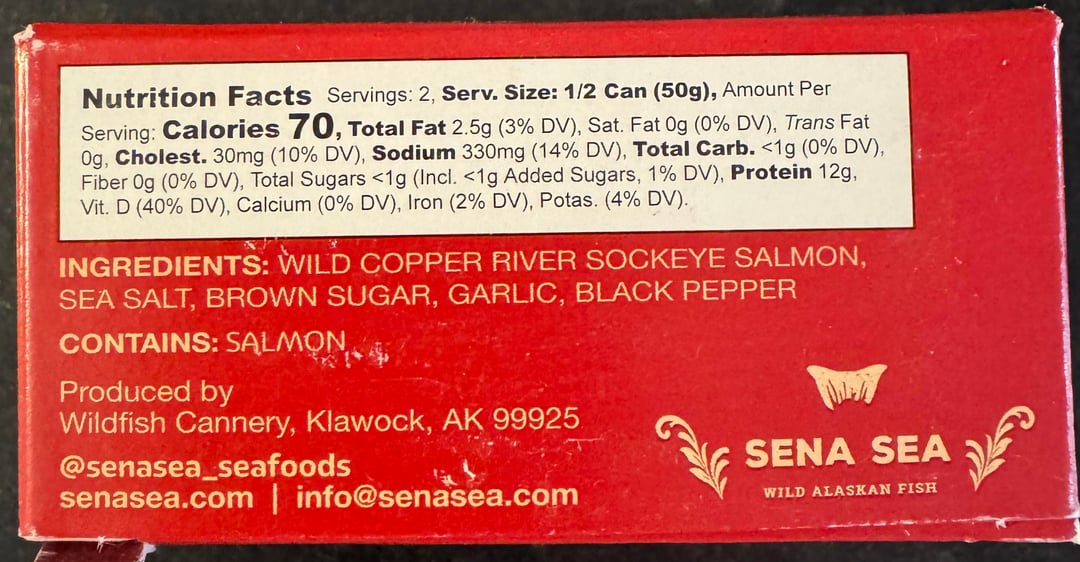 Nutrition Facts Servings: 2, Serv. Size: 1/2 Can (50g), Amount Per
Serving: Calories 70, Total Fat 2.5g (3% DV), Sat. Fat 0g (0% DV), Trans Fat
0g, Cholest. 30mg (10% DV), Sodium 330mg (14% DV), Total Carb. <1g (0% DV),
Fiber 0g (0% DV), Total Sugars <1g (Incl. <1g Added Sugars, 1% DV), Protein 12g,
Vit. D (40% DV), Calcium (0% DV), Iron (2% DV), Potas. (4% DV).
INGREDIENTS: WILD COPPER RIVER SOCKEYE SALMON,
SEA SALT, BROWN SUGAR, GARLIC, BLACK PEPPER
CONTAINS: SALMON
Produced by
Wildfish Cannery, Klawock, AK 99925
@senasea_seafoods
senasea.com | info@senasea.com
SENA SEA
WILD ALASKAN FISH